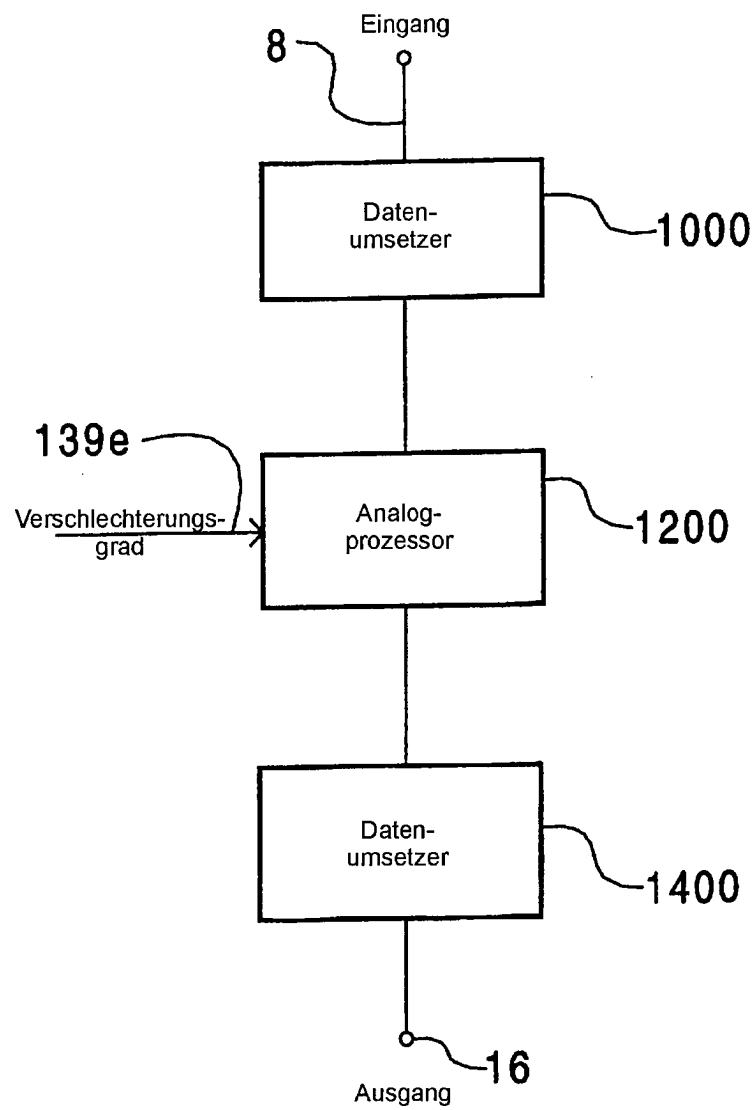 Eingang
8
Daten-
umsetzer
1000
139e
Verschlechterungs-
grad
Analog-
prozessor
1200
Daten-
umsetzer
1400
16
Ausgang